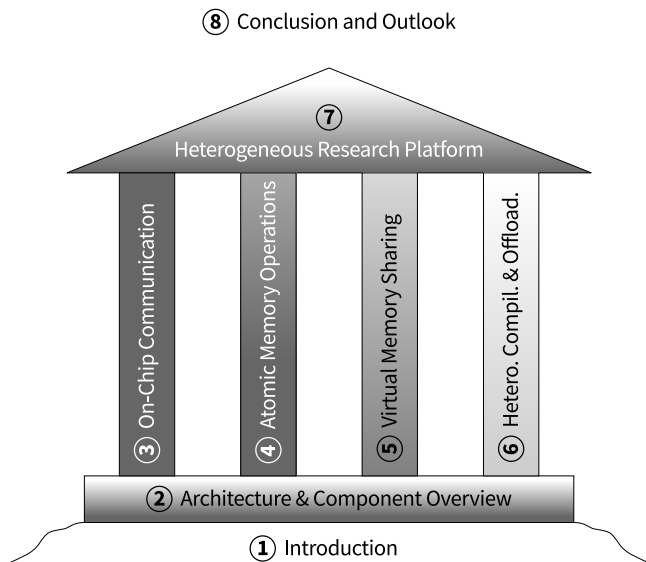 8 Conclusion and Outlook
7
Heterogeneous Research Platform
3 On-Chip Communication
4 Atomic Memory Operations
5 Virtual Memory Sharing
6 Hetero. Compil. & Offload.
2 Architecture & Component Overview
1 Introduction